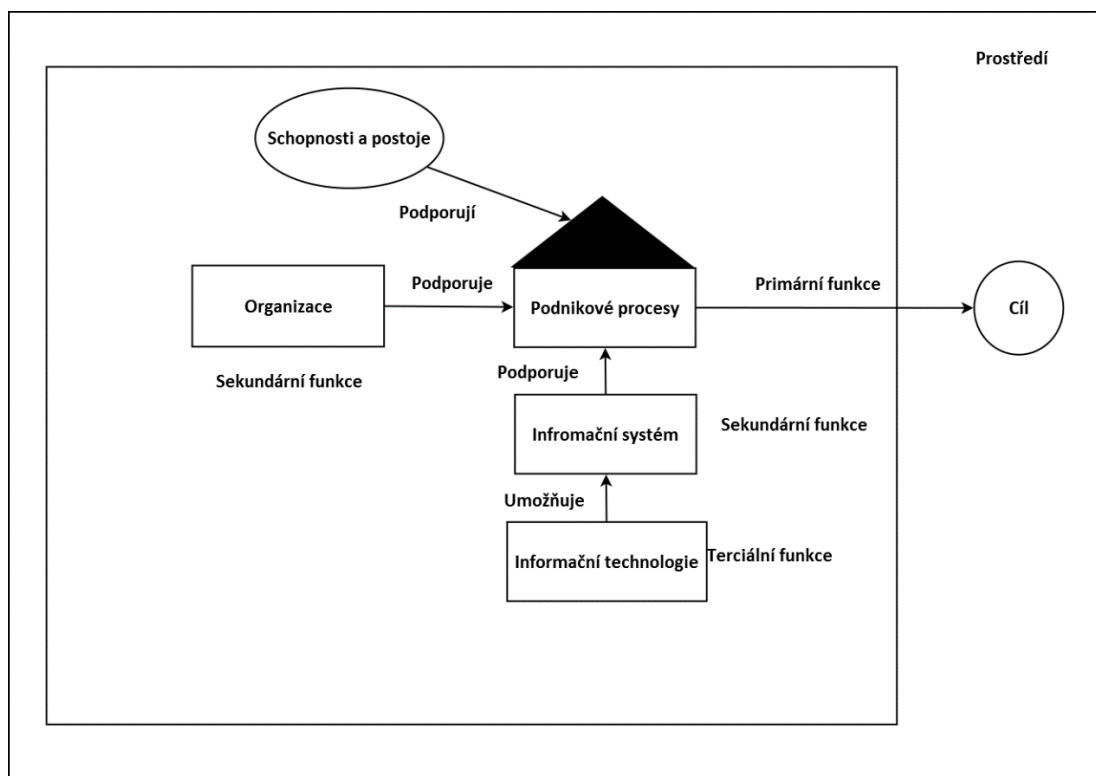 Prostředí
Schopnosti a postoje
Podporují
Organizace
Podporuje
Podnikové procesy
Primární funkce
Cíl
Sekundární funkce
Podporuje
Infromační systém
Sekundární funkce
Umožňuje
Informační technologie
Terciální funkce